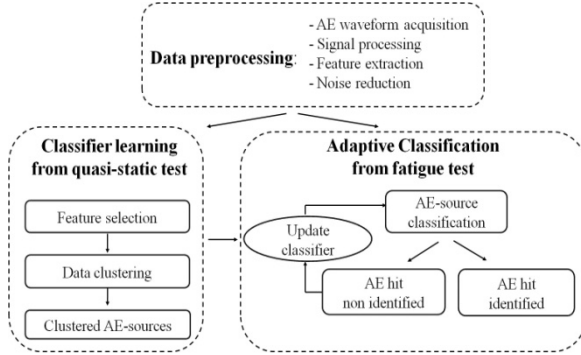 - AE waveform acquisition
- Signal processing
Data preprocessing:
- Feature extraction
- Noise reduction
Classifier learning
from quasi-static test
Feature selection
Data clustering
Clustered AE-sources
Adaptive Classification
from fatigue test
Update
classifier
AE-source
classification
AE hit
non identified
AE hit
identified